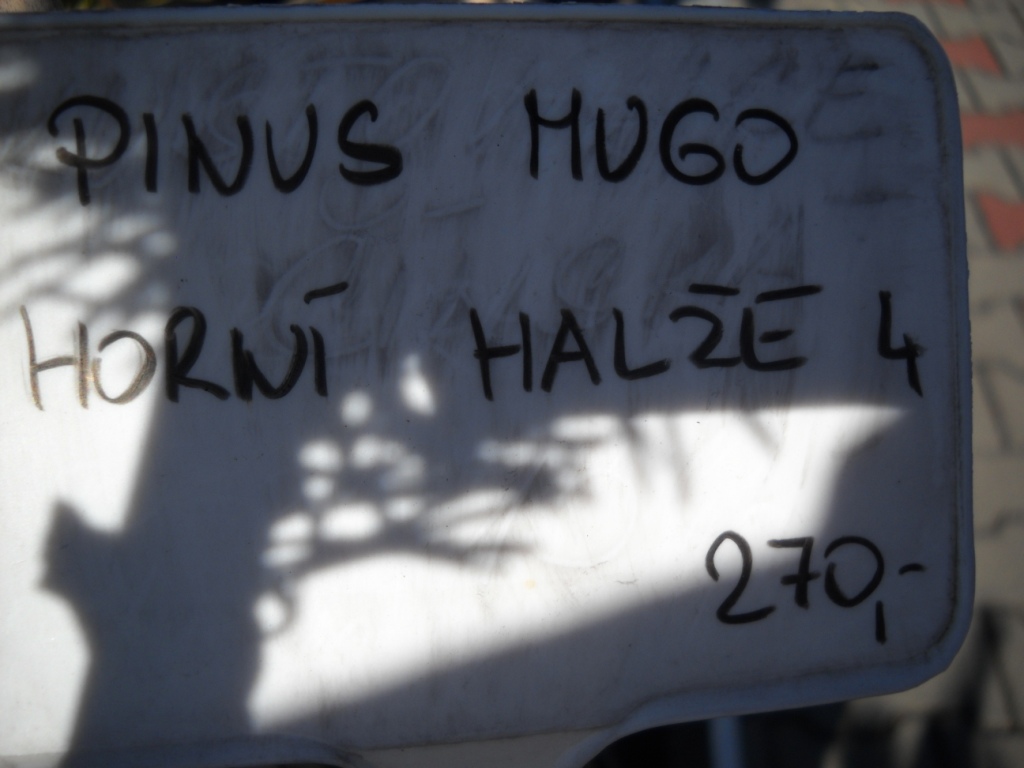 PINUS MUGO
HORNÍ HALŽE 4
270,-